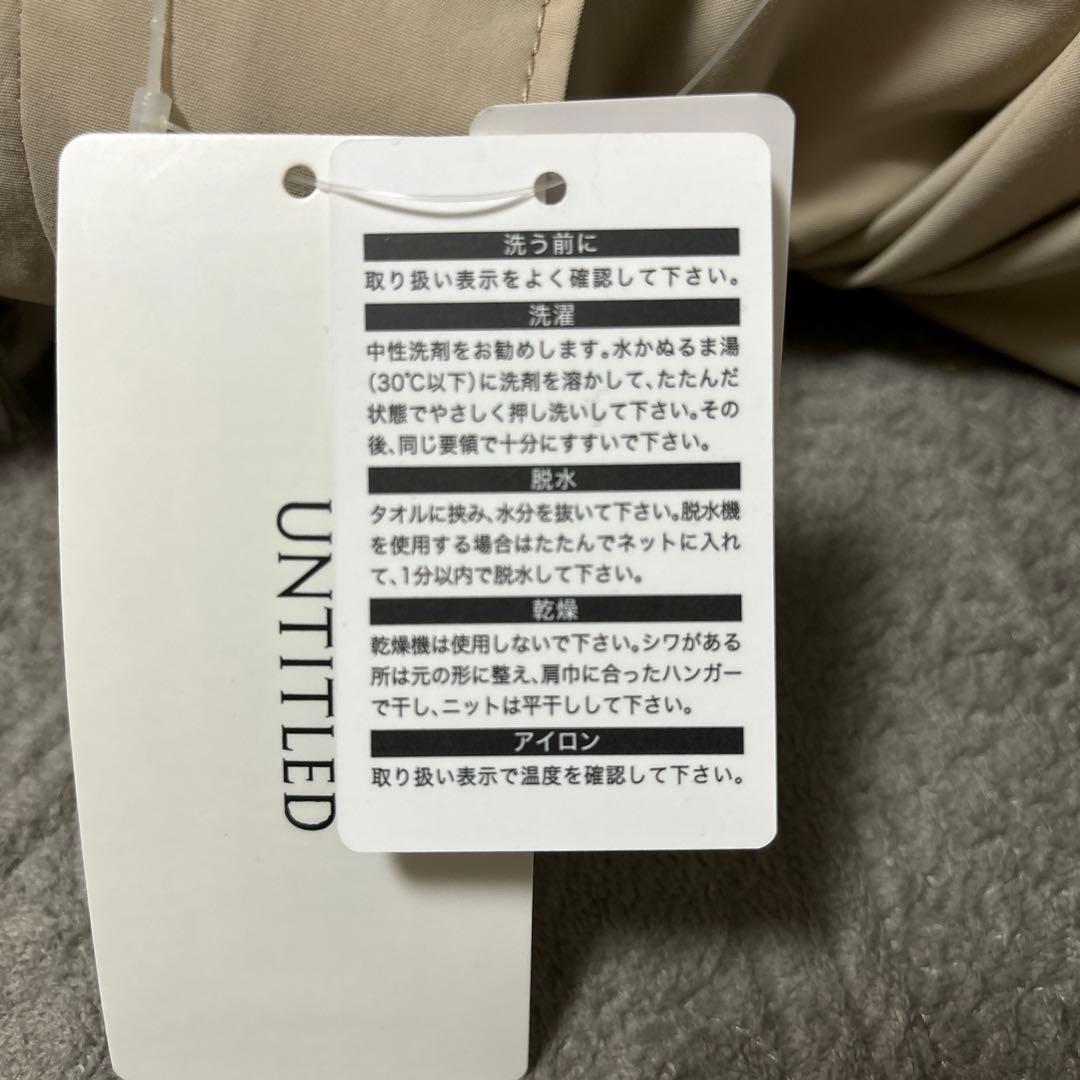 UNTITLED
洗う前に
取り扱い表示をよく確認して下さい。
洗濯
中性洗剤をお勧めします。水かぬるま湯
(30℃以下)に洗剤を溶かして、たたんだ
状態でやさしく押し洗いして下さい。その
後、同じ要領で十分にすすいで下さい。
脱水
タオルに挟み、水分を抜いて下さい。脱水機
を使用する場合はたたんでネットに入れ
て、1分以内で脱水して下さい。
乾燥
乾燥機は使用しないで下さい。シワがある
所は元の形に整え、肩巾に合ったハンガー
で干し、ニットは平干しして下さい。
アイロン
取り扱い表示で温度を確認して下さい。